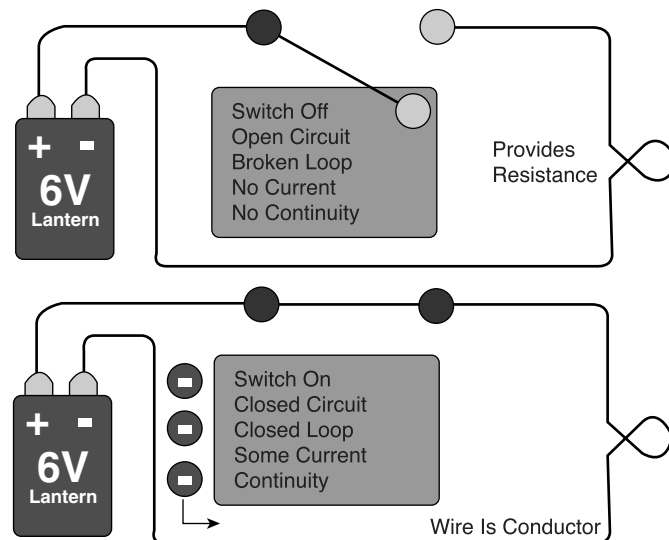 Switch Off
Open Circuit
Broken Loop
No Current
No Continuity
Provides
Resistance
+ -
6V
Lantern
Switch On
Closed Circuit
Closed Loop
Some Current
Continuity
-
-
-
+ -
6V
Lantern
Wire Is Conductor